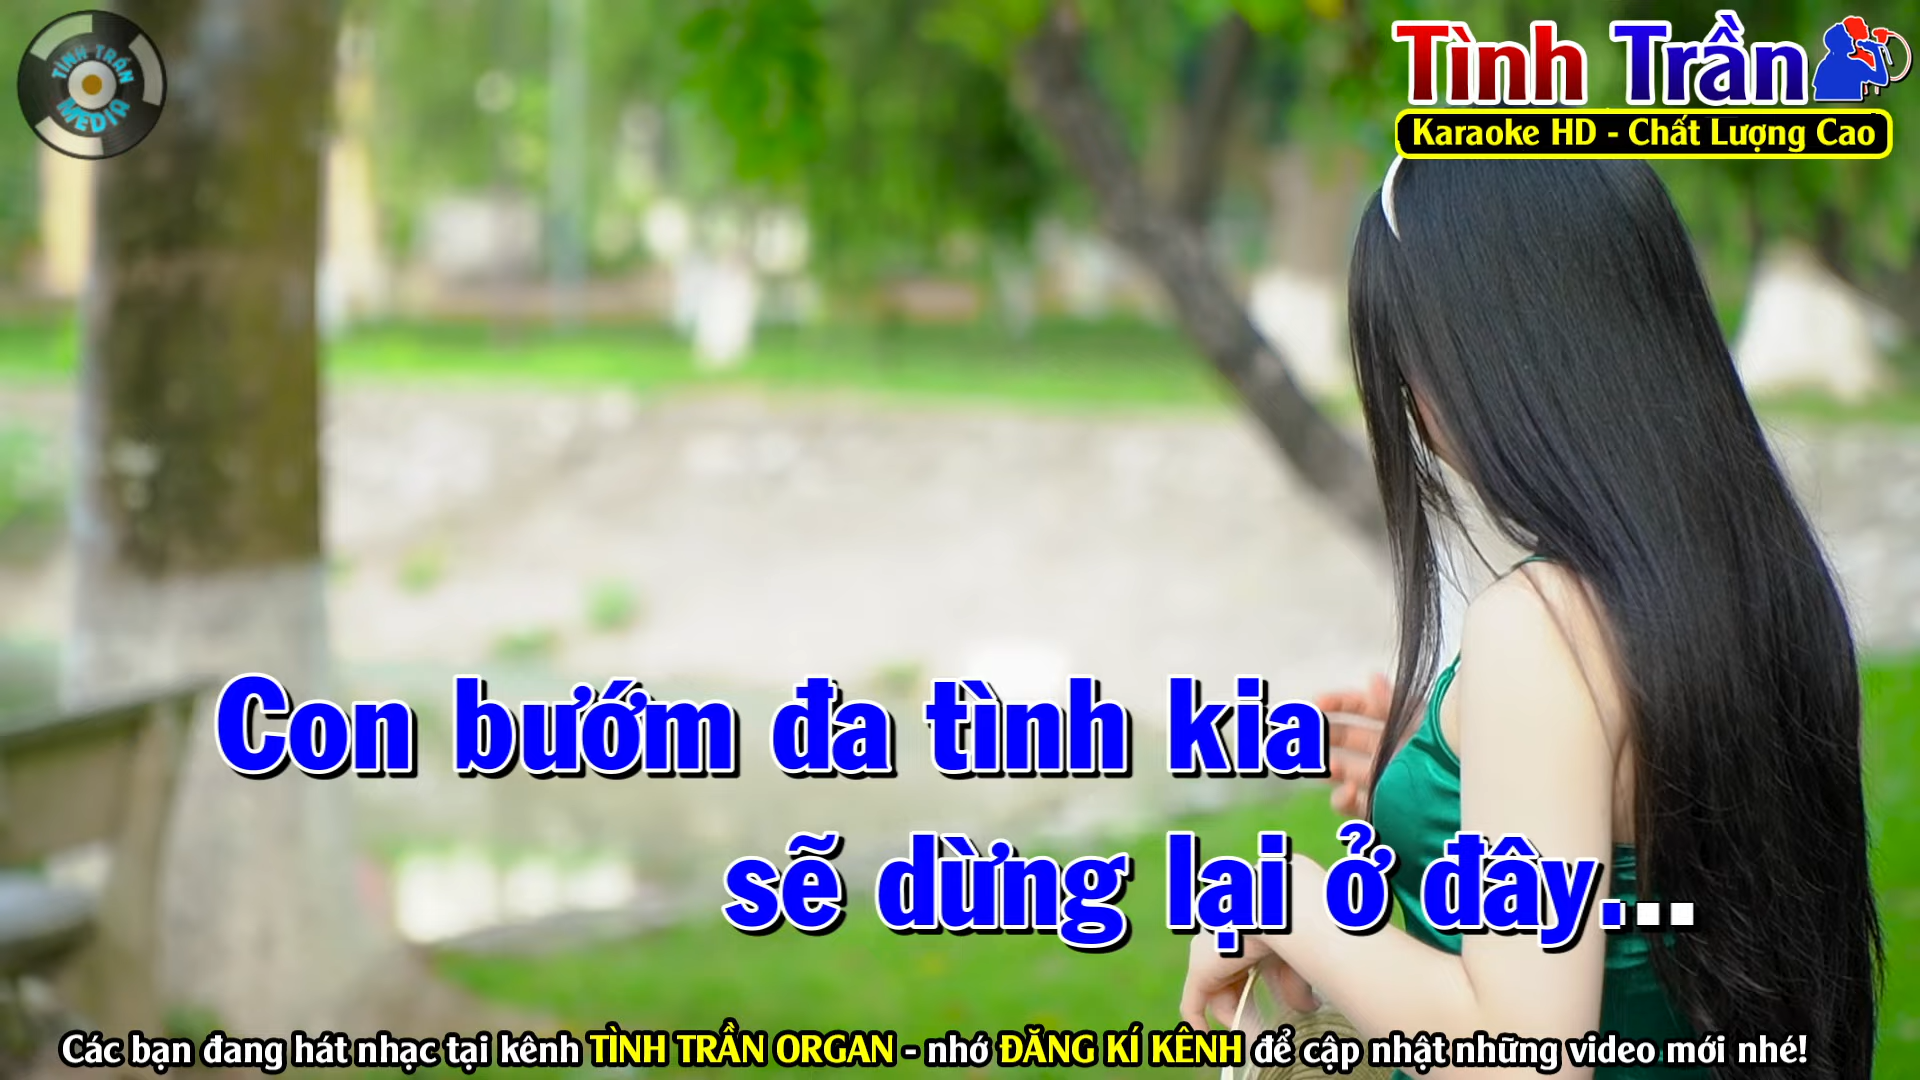 TÌNH TRẦN
MEDIA
Tình Trần
Karaoke HD - Chất Lượng Cao
Con bướm đa tình kia
sẽ dừng lại ở đây...
Các bạn đang hát nhạc tại kênh TÌNH TRẦN ORGAN - nhớ ĐĂNG KÍ KÊNH để cập nhật những video mới nhé!